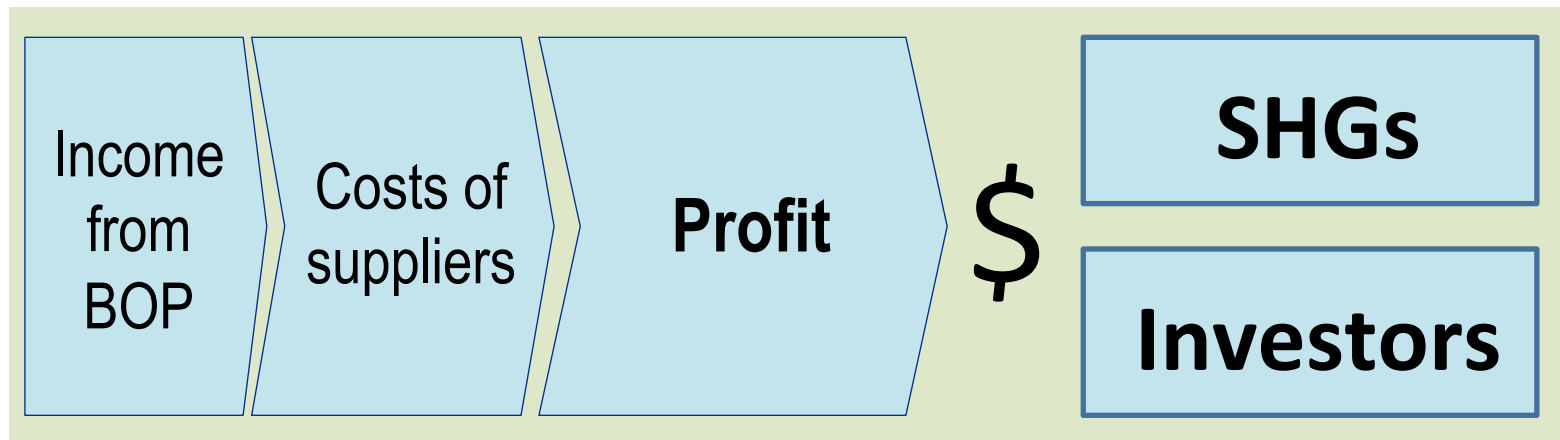 Income
from
BOP
Costs of
suppliers
Profit
$
SHGs
Investors